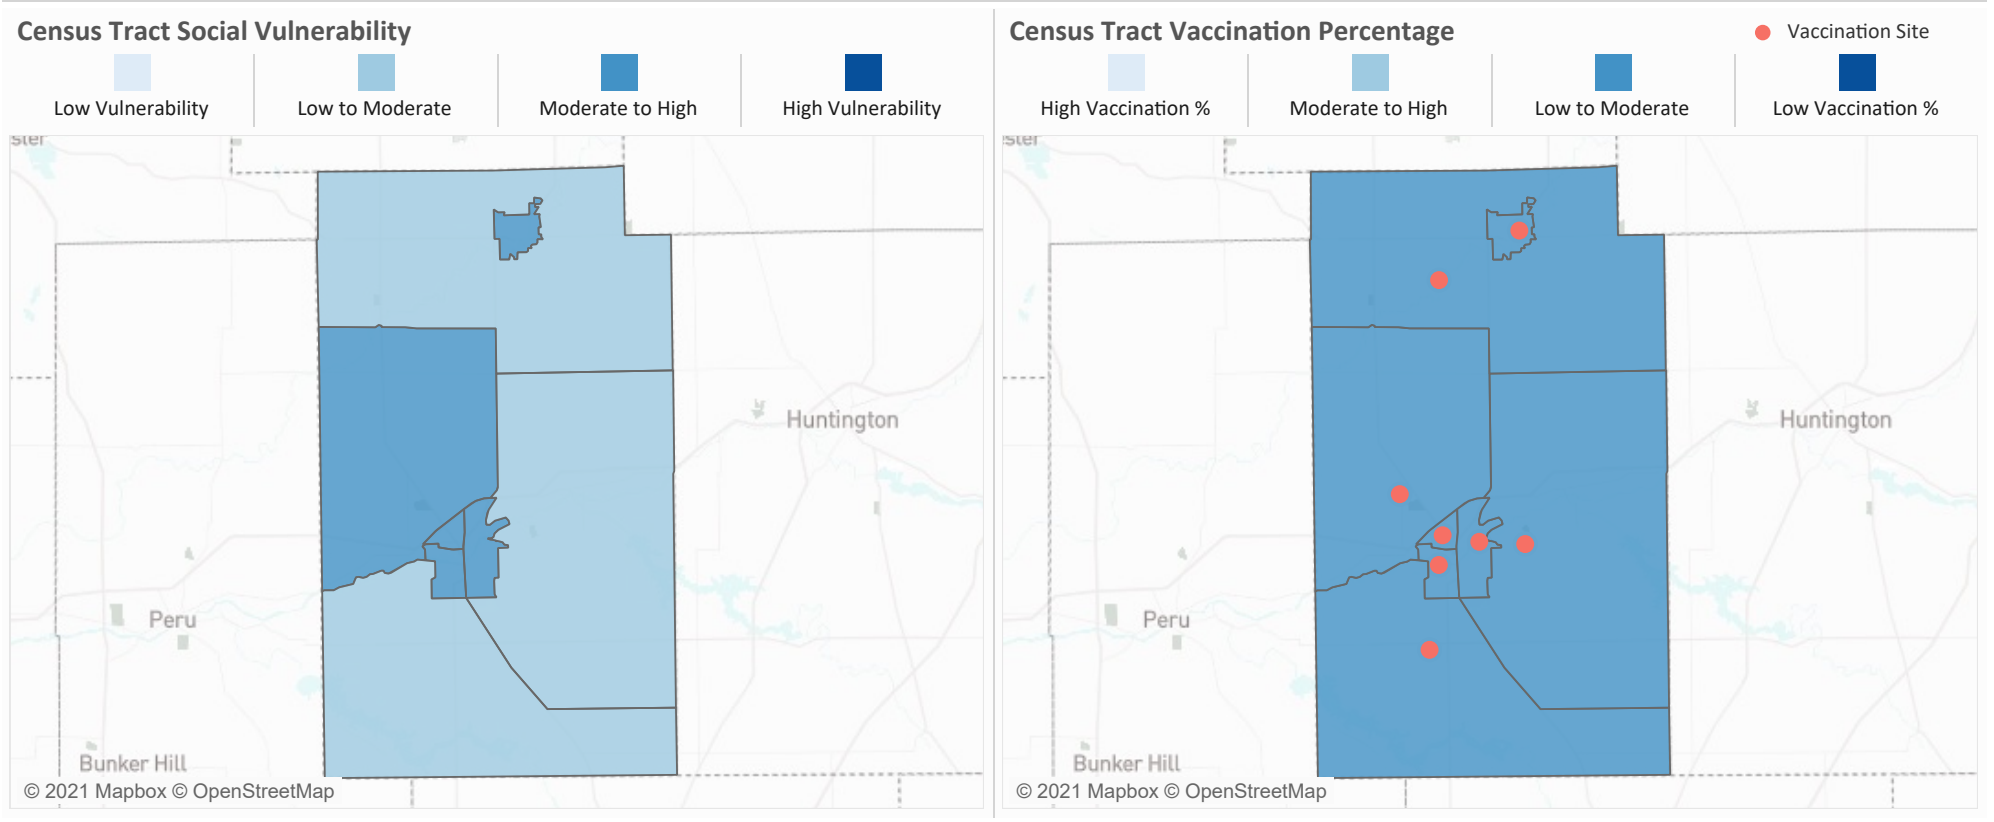 Census Tract Social Vulnerability
Low Vulnerability
Low to Moderate
Moderate to High
High Vulnerability
Huntington
Peru
Bunker Hill
© 2021 Mapbox © OpenStreetMap
Census Tract Vaccination Percentage
Vaccination Site
High Vaccination %
Moderate to High
Low to Moderate
Low Vaccination %
Huntington
Peru
Bunker Hill
© 2021 Mapbox © OpenStreetMap